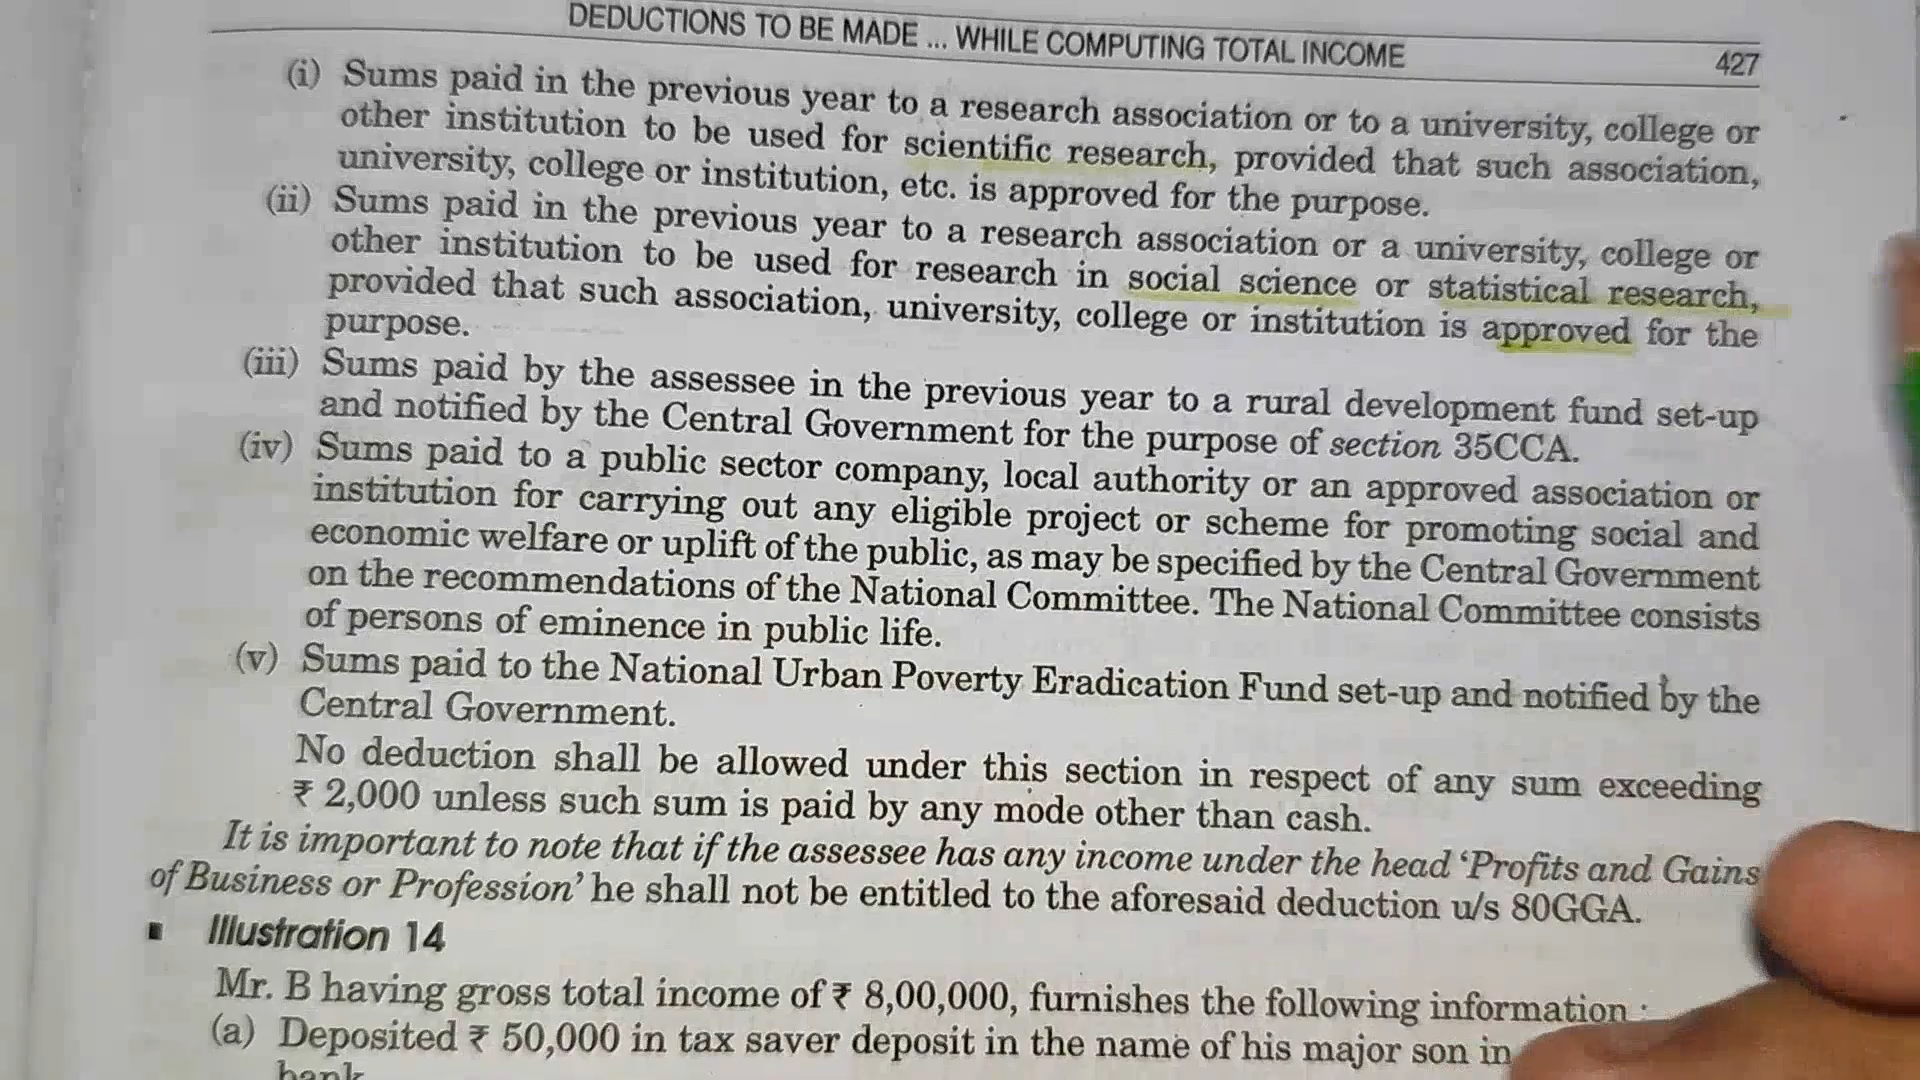 DEDUCTIONS TO BE MADE ... WHILE COMPUTING TOTAL INCOME 427
(i) Sums paid in the previous year to a research association or to a university, college or
other institution to be used for scientific research, provided that such association,
university, college or institution, etc. is approved for the purpose.
(ii) Sums paid in the previous year to a research association or a university, college or
other institution to be used for research in social science or statistical research,
provided that such association, university, college or institution is approved for the
purpose.
(iii) Sums paid by the assessee in the previous year to a rural development fund set-up
and notified by the Central Government for the purpose of section 35CCA.
(iv) Sums paid to a public sector company, local authority or an approved association or
institution for carrying out any eligible project or scheme for promoting social and
economic welfare or uplift of the public, as may be specified by the Central Government
on the recommendations of the National Committee. The National Committee consists
of persons of eminence in public life.
(v) Sums paid to the National Urban Poverty Eradication Fund set-up and notified by the
Central Government.
No deduction shall be allowed under this section in respect of any sum exceeding
₹ 2,000 unless such sum is paid by any mode other than cash.
It is important to note that if the assessee has any income under the head ‘Profits and Gains
of Business or Profession’ he shall not be entitled to the aforesaid deduction u/s 80GGA.
▪ Illustration 14
Mr. B having gross total income of ₹ 8,00,000, furnishes the following information :
(a) Deposited ₹ 50,000 in tax saver deposit in the name of his major son in
bank